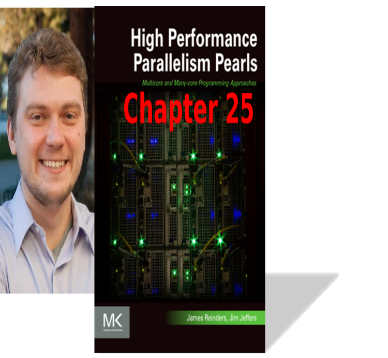 High Performance
Parallelism Pearls
Multicore and Many-core Programming Approaches
Chapter 25
James Reinders, Jim Jeffers
MK